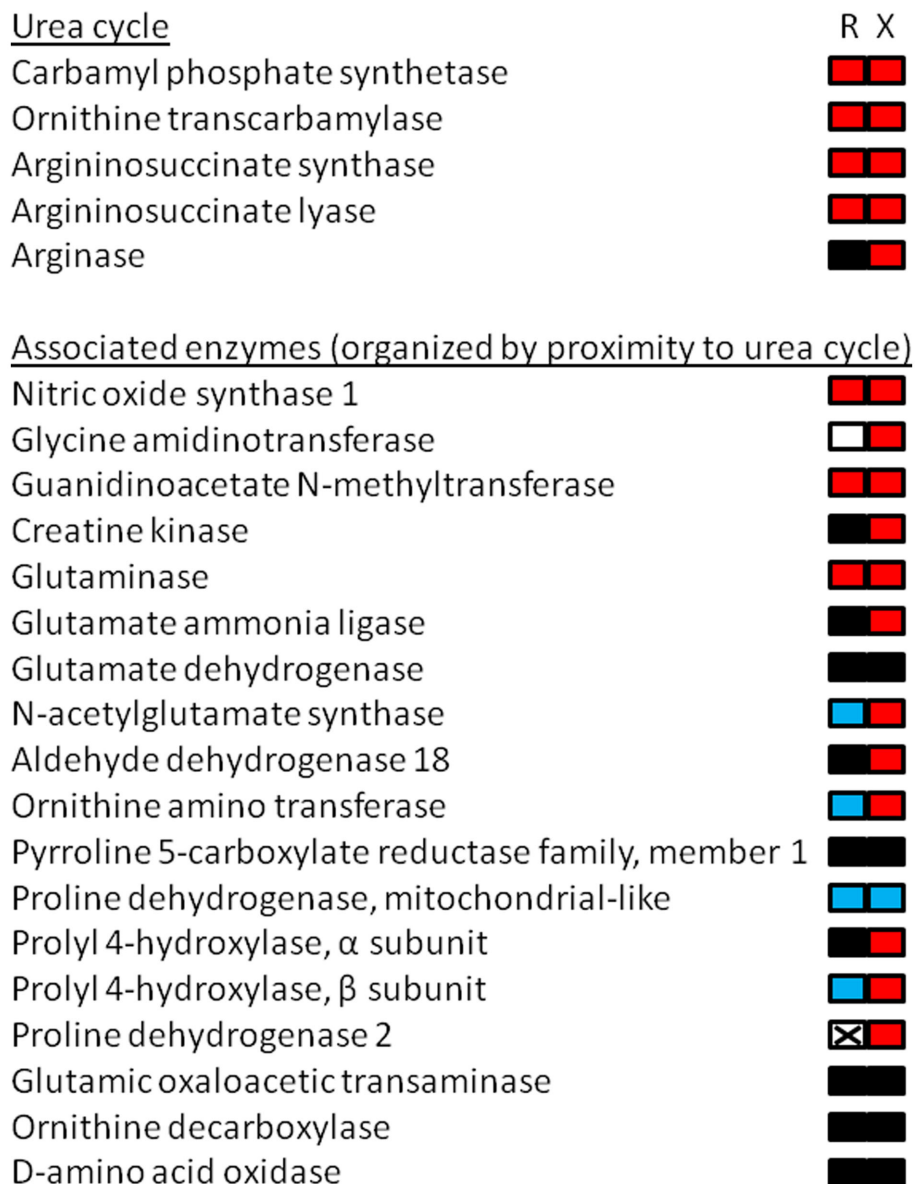 Urea cycle R X
Carbamyl phosphate synthetase
Ornithine transcarbamylase
Argininosuccinate synthase
Argininosuccinate lyase
Arginase
Associated enzymes (organized by proximity to urea cycle)
Nitric oxide synthase 1
Glycine amidinotransferase
Guanidinoacetate N-methyltransferase
Creatine kinase
Glutaminase
Glutamate ammonia ligase
Glutamate dehydrogenase
N-acetylglutamate synthase
Aldehyde dehydrogenase 18
Ornithine amino transferase
Pyrroline 5-carboxylate reductase family, member 1
Proline dehydrogenase, mitochondrial-like
Prolyl 4-hydroxylase, α subunit
Prolyl 4-hydroxylase, β subunit
Proline dehydrogenase 2
Glutamic oxaloacetic transaminase
Ornithine decarboxylase
D-amino acid oxidase